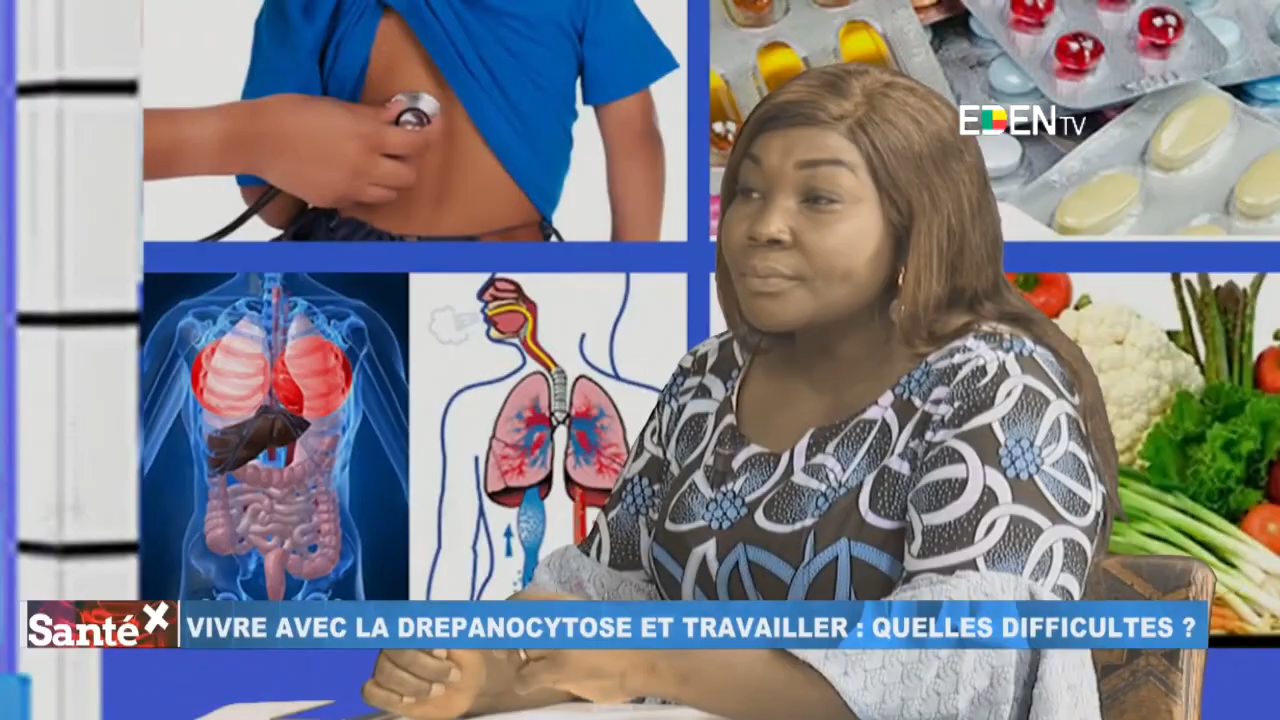 EDEN TV
Santé X
VIVRE AVEC LA DREPANOCYTOSE ET TRAVAILLER : QUELLES DIFFICULTES ?